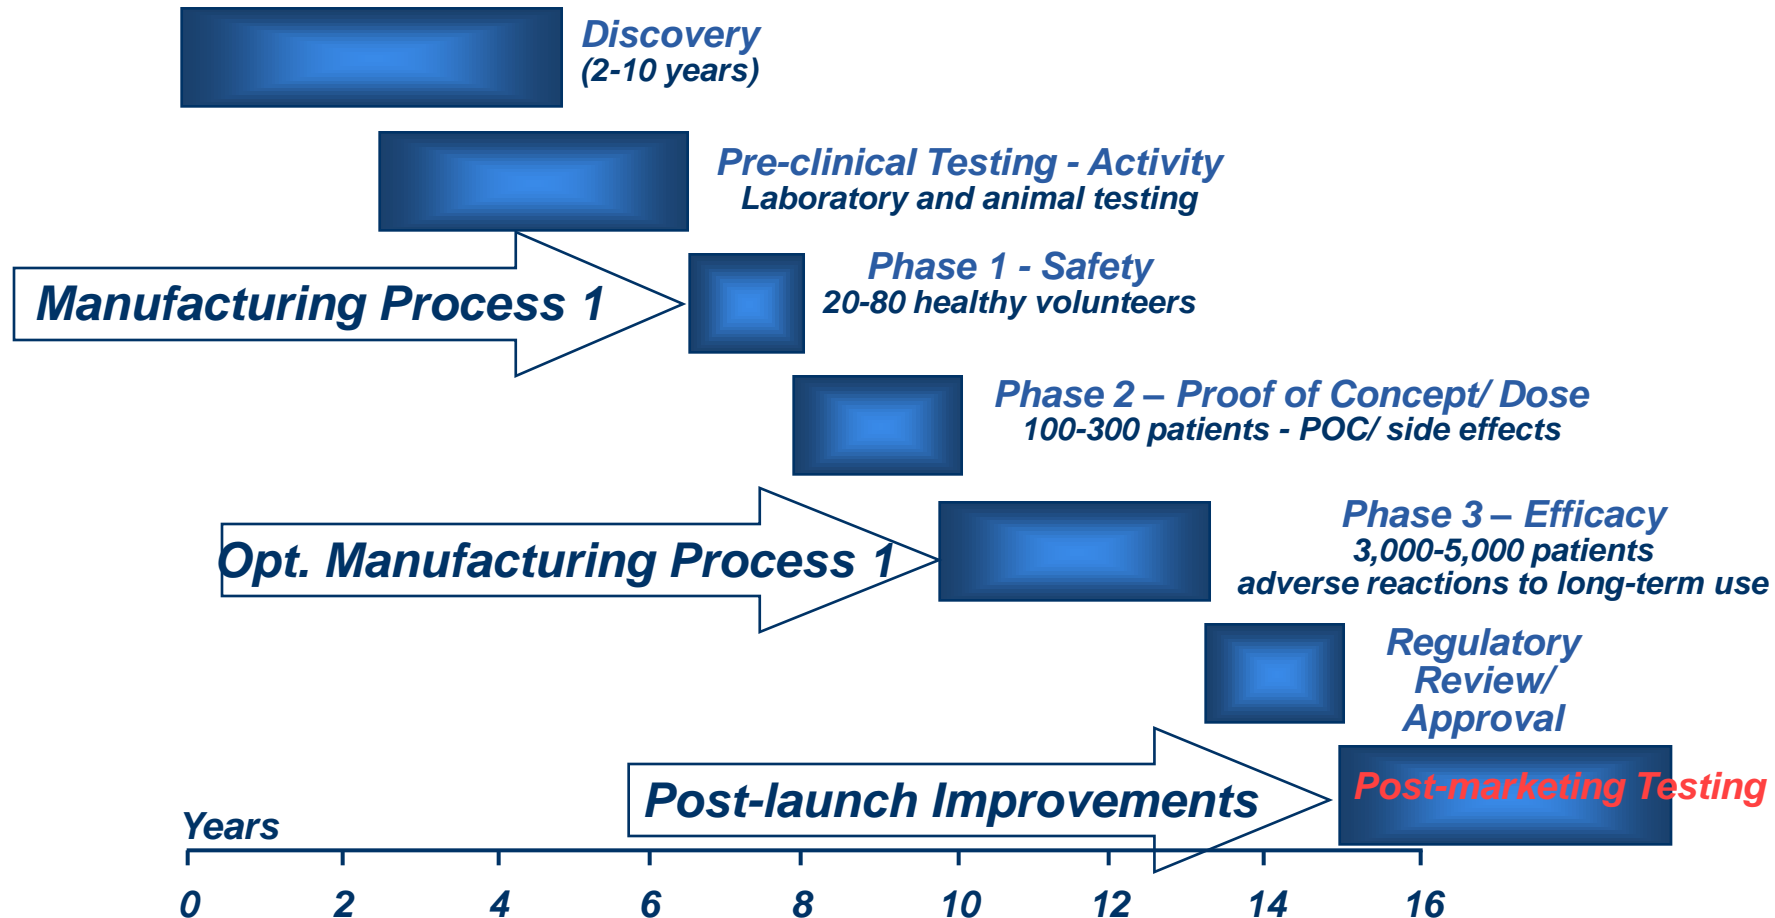 Discovery
(2-10 years)
Pre-clinical Testing - Activity
Laboratory and animal testing
Manufacturing Process 1
Phase 1 - Safety
20-80 healthy volunteers
Phase 2 – Proof of Concept/ Dose
100-300 patients - POC/ side effects
Opt. Manufacturing Process 1
Phase 3 – Efficacy
3,000-5,000 patients
adverse reactions to long-term use
Regulatory
Review/
Approval
Post-launch Improvements
Post-marketing Testing
Years
0 2 4 6 8 10 12 14 16